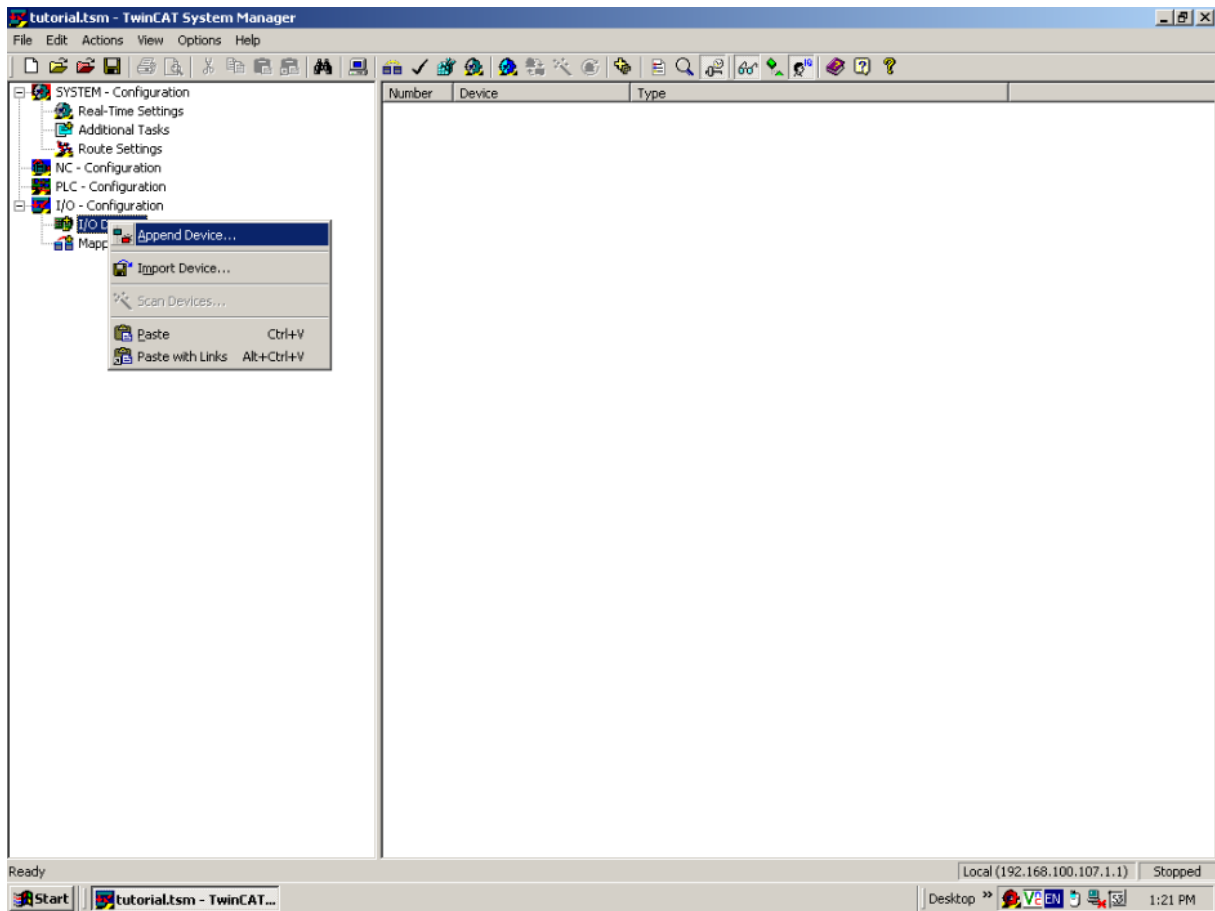 tutorial.tsm - TwinCAT System Manager
File Edit Actions View Options Help
SYSTEM - Configuration
Real-Time Settings
Additional Tasks
Route Settings
NC - Configuration
PLC - Configuration
I/O - Configuration
I/O D
Mapp
Append Device...
Import Device...
Scan Devices...
Paste Ctrl+V
Paste with Links Alt+Ctrl+V
Number Device Type
Ready
Local (192.168.100.107.1.1) Stopped
Start tutorial.tsm - TwinCAT... Desktop » EN 1:21 PM